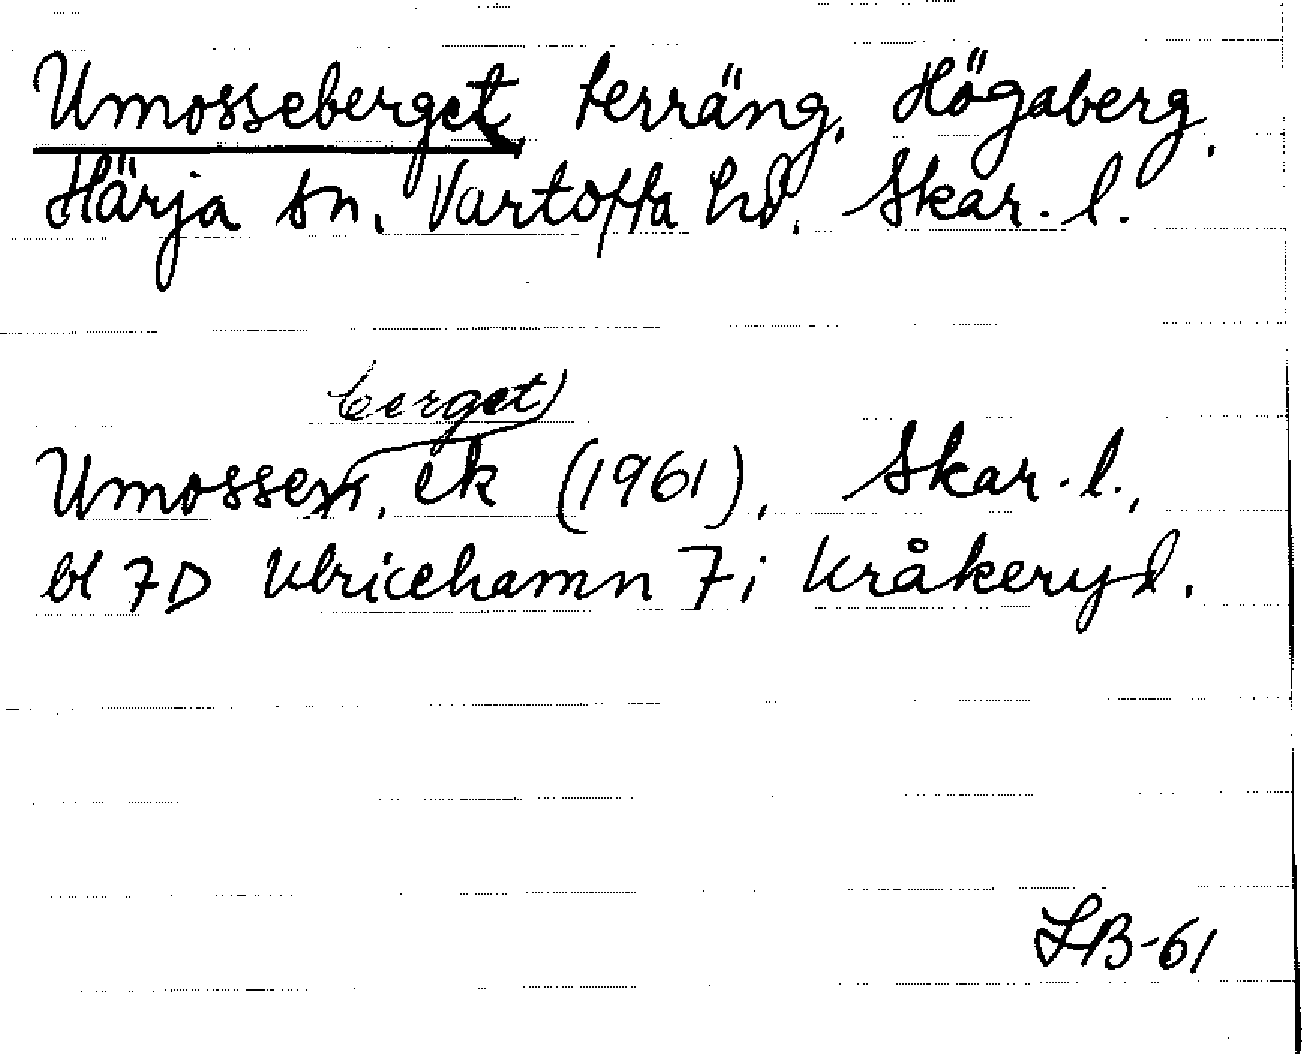 Umosseberget, terräng, Högaberg,
Härja sn, Vartofta hd, Skar. l.
berget
Umossen, ek (1961), Skar. l.,
bl 7D Ulricehamn 7i Kråkeryd.
LB-61